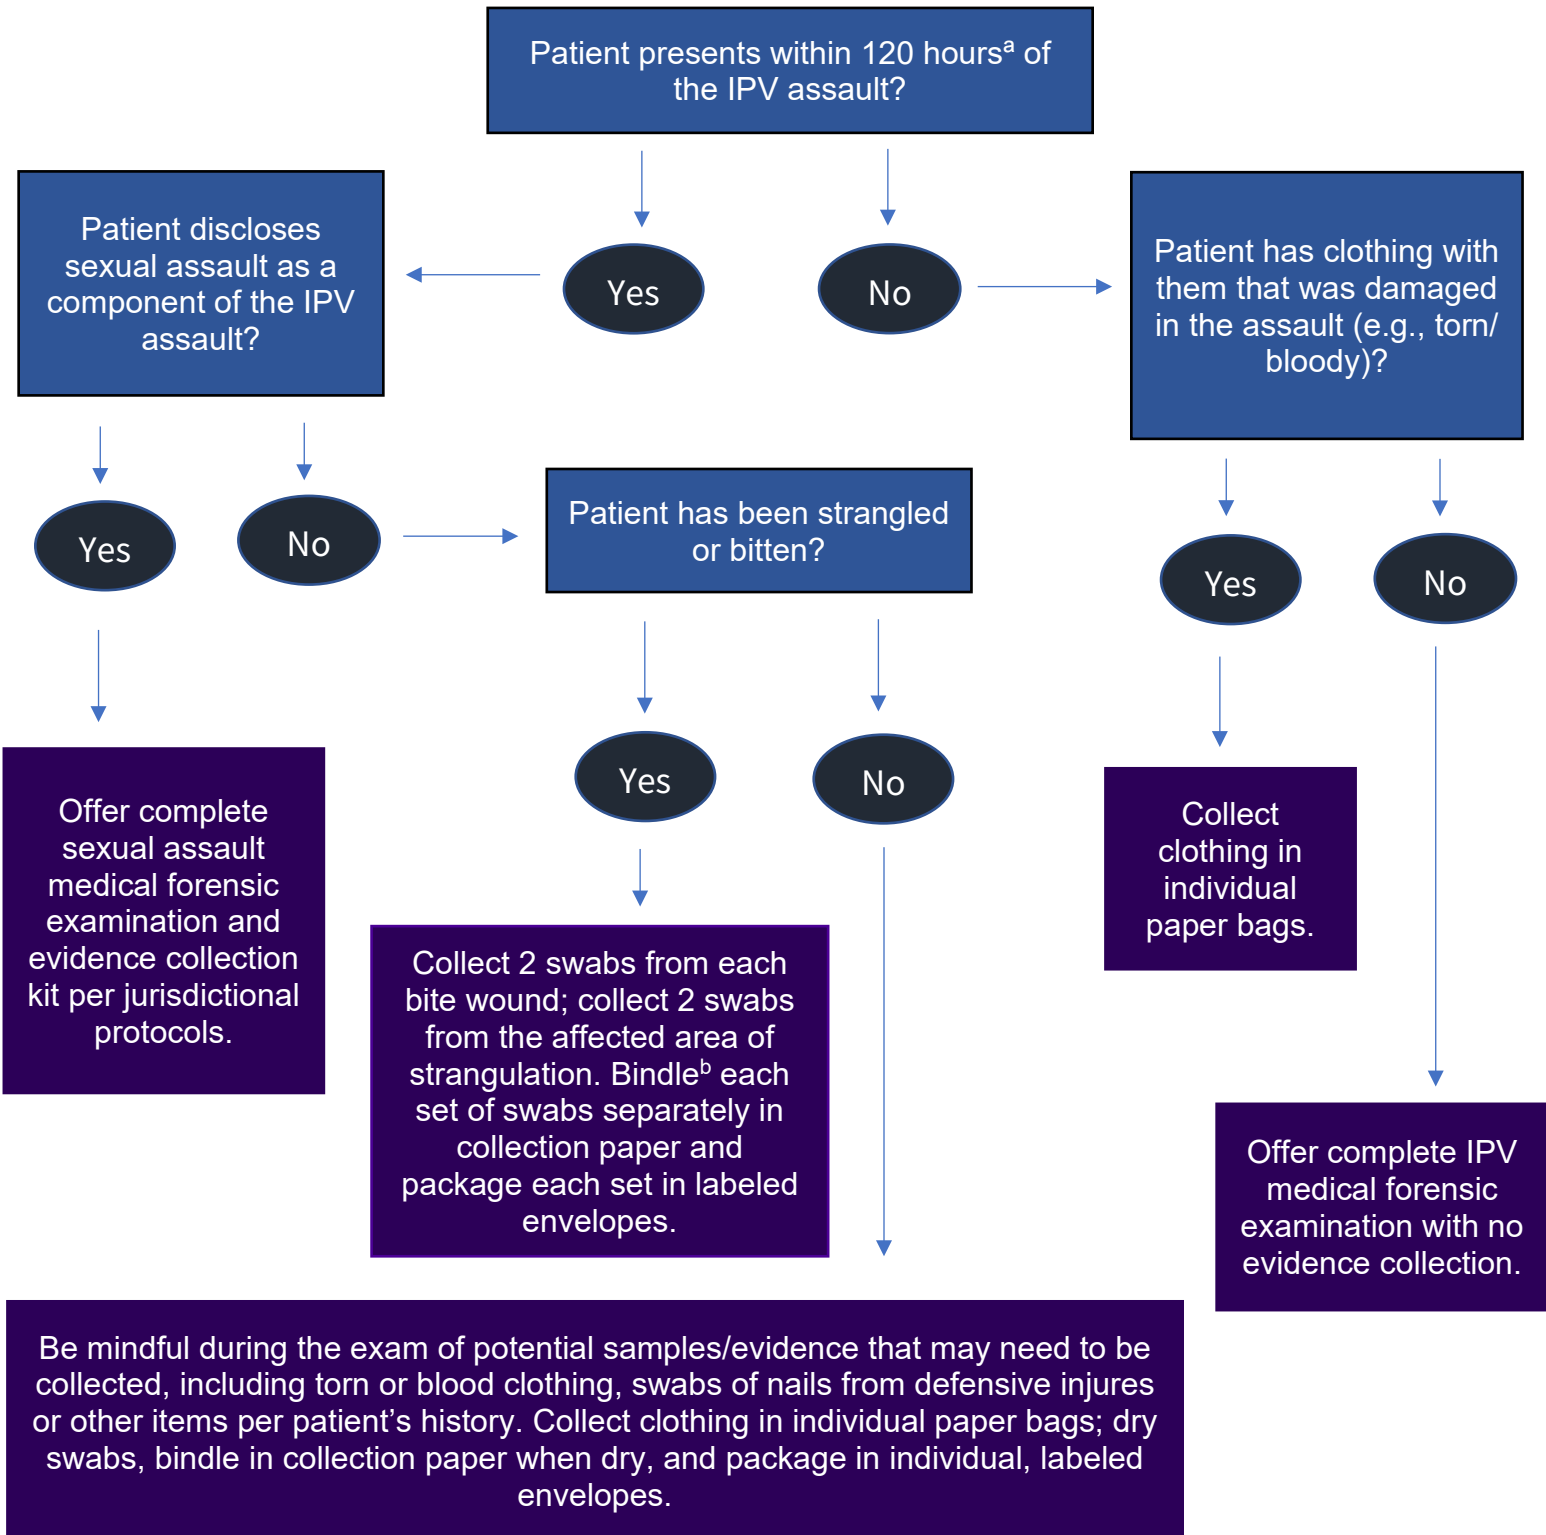 Patient presents within 120 hoursᵃ of
the IPV assault?
Patient discloses
sexual assault as a
component of the IPV
assault?
Yes
No
Patient has clothing with
them that was damaged
in the assault (e.g., torn/
bloody)?
Yes
No
Patient has been strangled
or bitten?
Yes
No
Yes
No
Offer complete
sexual assault
medical forensic
examination and
evidence collection
kit per jurisdictional
protocols.
Collect 2 swabs from each
bite wound; collect 2 swabs
from the affected area of
strangulation. Bindleᵇ each
set of swabs separately in
collection paper and
package each set in labeled
envelopes.
Collect
clothing in
individual
paper bags.
Offer complete IPV
medical forensic
examination with no
evidence collection.
Be mindful during the exam of potential samples/evidence that may need to be
collected, including torn or blood clothing, swabs of nails from defensive injures
or other items per patient’s history. Collect clothing in individual paper bags; dry
swabs, bindle in collection paper when dry, and package in individual, labeled
envelopes.